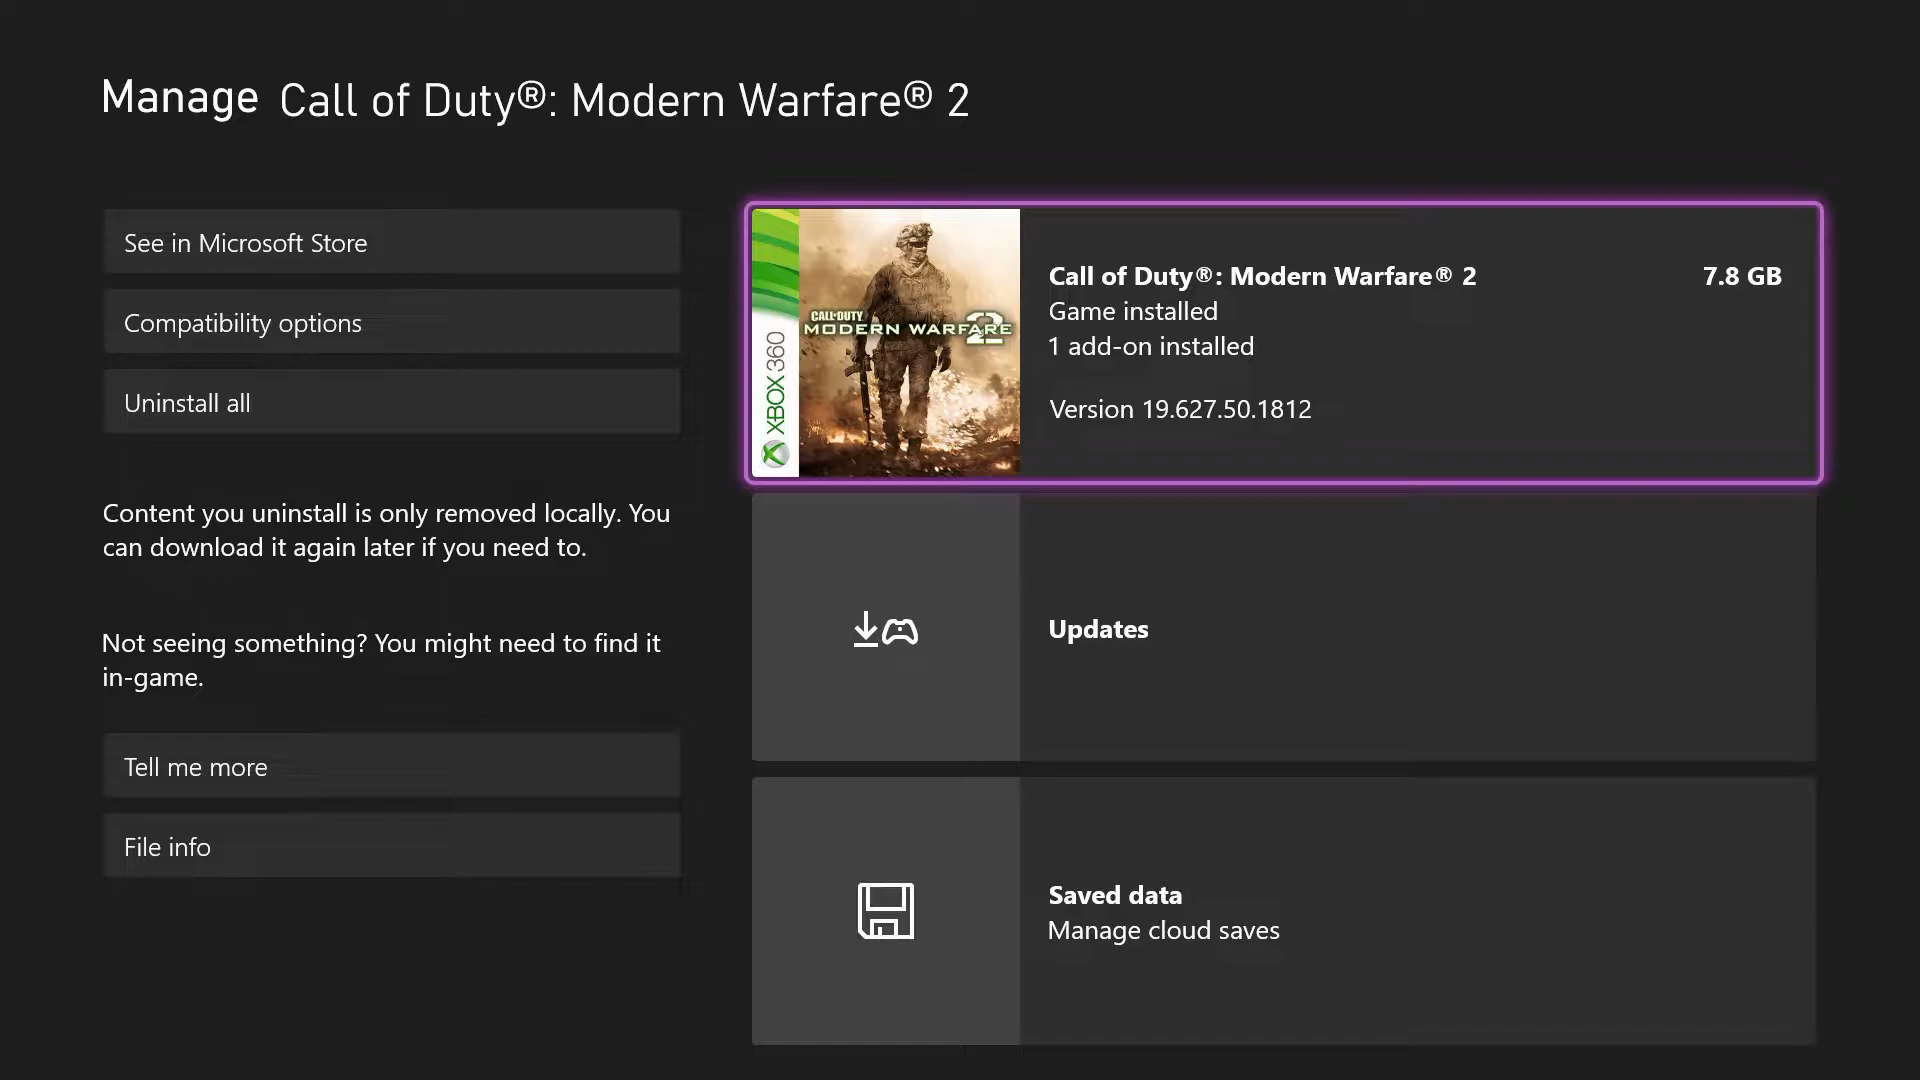 Manage Call of Duty®: Modern Warfare® 2
See in Microsoft Store
Compatibility options
Uninstall all
Content you uninstall is only removed locally. You
can download it again later if you need to.
Not seeing something? You might need to find it
in-game.
Tell me more
File info
XBOX 360
CALL OF DUTY
MODERN WARFARE 2
Call of Duty®: Modern Warfare® 2
7.8 GB
Game installed
1 add-on installed
Version 19.627.50.1812
Updates
Saved data
Manage cloud saves